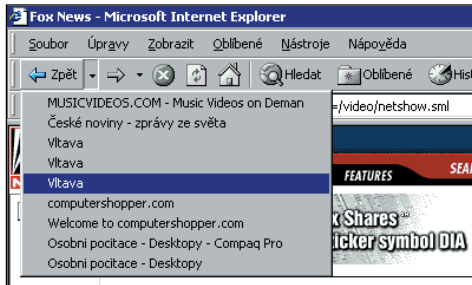 Fox News - Microsoft Internet Explorer
Soubor Úpravy Zobrazit Oblíbené Nástroje Nápověda
Zpět Hledat Oblíbené
MUSICVIDEOS.COM - Music Videos on Deman
=/video/netshow.sml
České noviny - zprávy ze světa
Vltava
Vltava
FEATURES
Vltava
computershopper.com
Welcome to computershopper.com
Osobni pocitace - Desktopy - Compaq Pro
Osobni pocitace - Desktopy
x Shares
icker symbol DIA